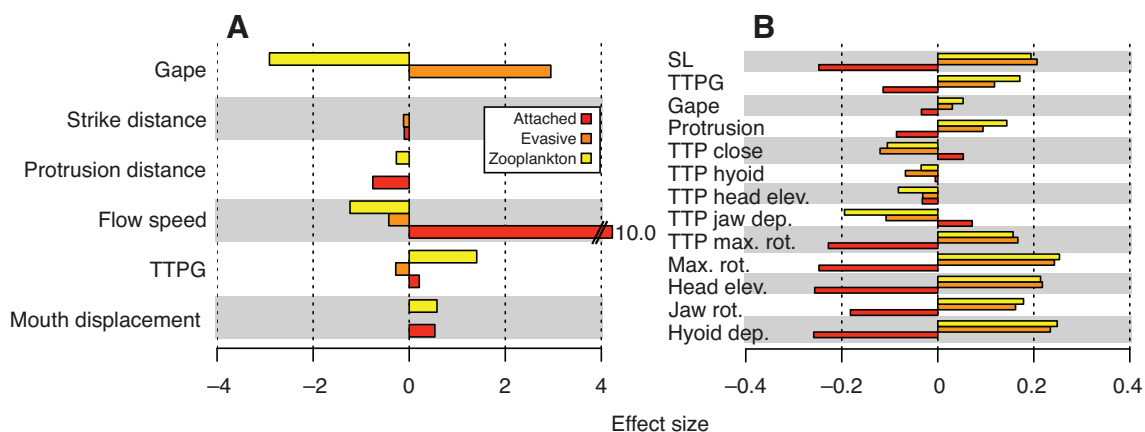 A
Gape
Strike distance
Protrusion distance
Flow speed
TTPG
Mouth displacement
Attached
Evasive
Zooplankton
10.0
–4
–2
0
2
4
B
SL
TTPG
Gape
Protrusion
TTP close
TTP hyoid
TTP head elev.
TTP jaw dep.
TTP max. rot.
Max. rot.
Head elev.
Jaw rot.
Hyoid dep.
–0.4
–0.2
0
0.2
0.4
Effect size